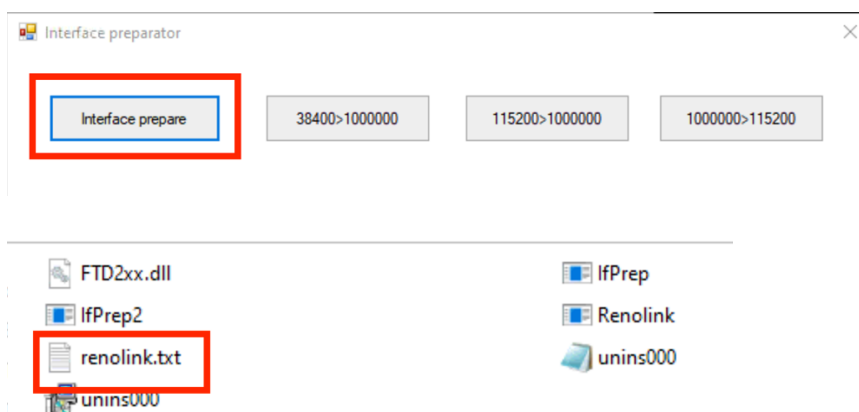 Interface preparator
Interface prepare
38400>1000000
115200>1000000
1000000>115200
FTD2xx.dll
IfPrep
IfPrep2
Renolink
renolink.txt
unins000
unins000